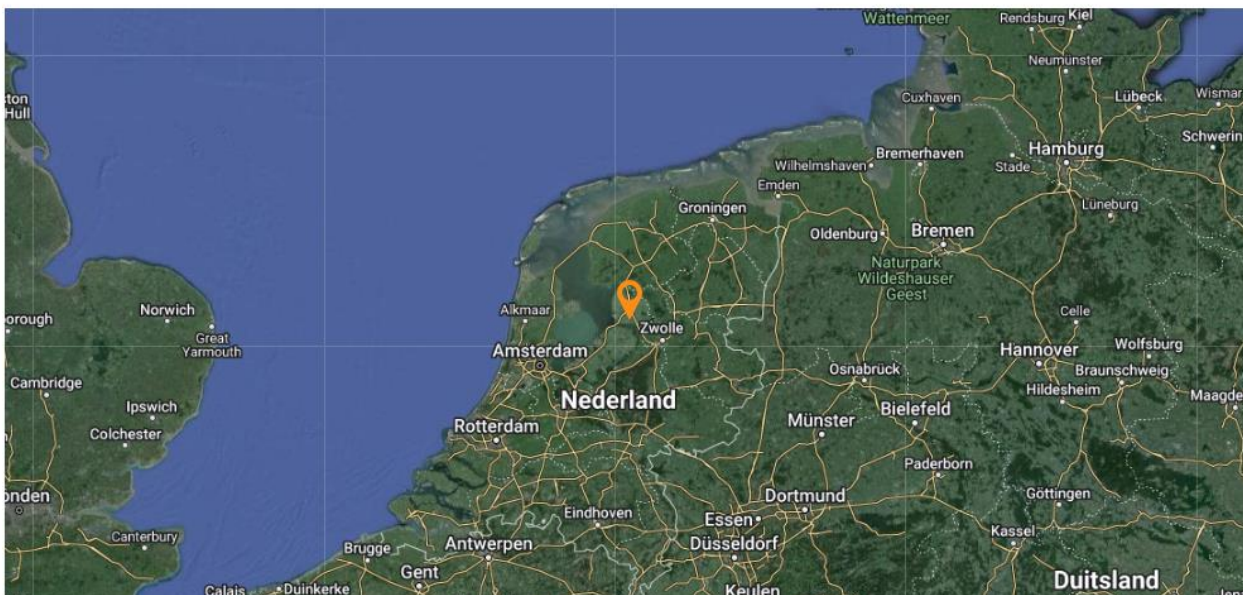 Wattenmeer
Rendsburg
Kiel
Neumünster
ston
Hull
Cuxhaven
Lübeck
Wismar
Schwerin
Hamburg
Wilhelmshaven
Bremerhaven
Stade
Emden
Groningen
Lüneburg
Oldenburg
Bremen
Naturpark
Wildeshauser
Geest
Norwich
Alkmaar
Celle
orough
Great
Yarmouth
Zwolle
Amsterdam
Hannover
Wolfsburg
Cambridge
Osnabrück
Braunschweig
Hildesheim
Maagde
Nederland
Ipswich
Münster
Bielefeld
Colchester
Rotterdam
Paderborn
onden
Dortmund
Göttingen
Eindhoven
Essen
Canterbury
Kassel
Brugge
Antwerpen
Düsseldorf
Gent
Duitsland
Calais
Duinkerke
Keulen